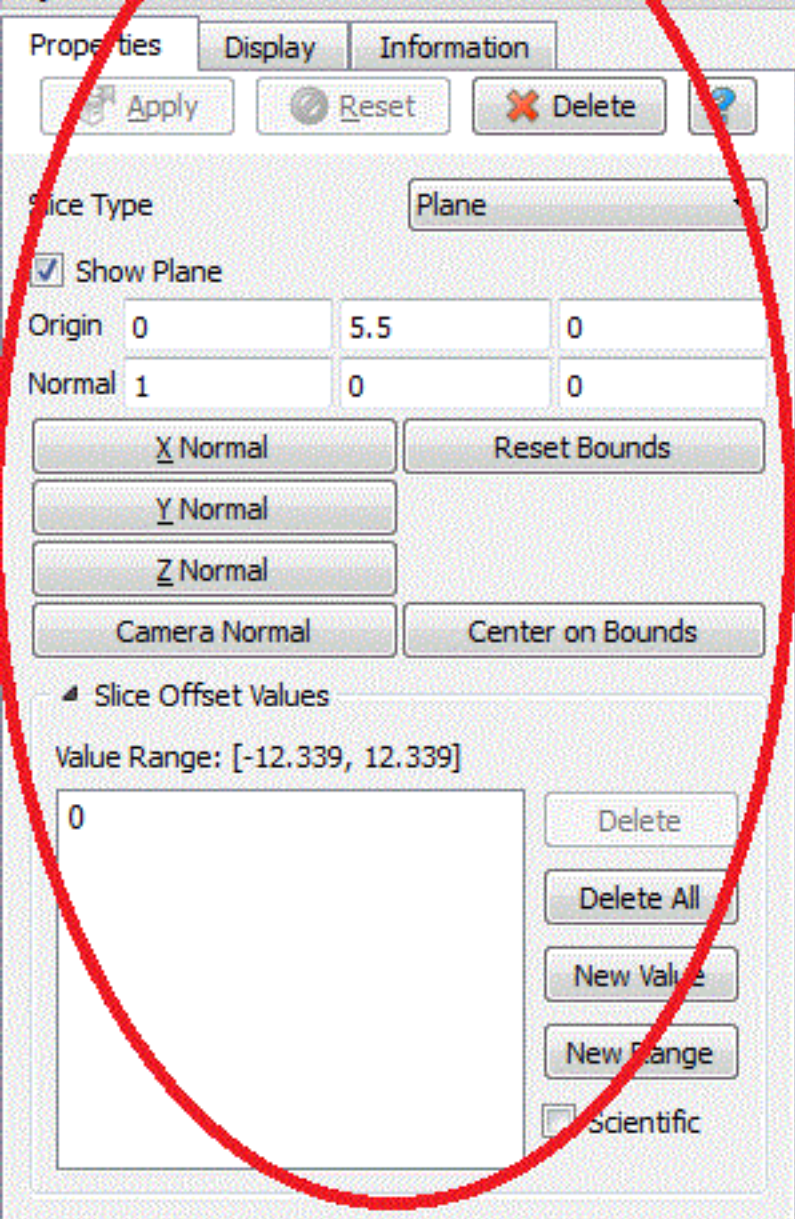 Properties Display Information
Apply Reset Delete ?
Slice Type Plane
Show Plane
Origin 0 5.5 0
Normal 1 0 0
X Normal Reset Bounds
Y Normal
Z Normal
Camera Normal Center on Bounds
Slice Offset Values
Value Range: [-12.339, 12.339]
0 Delete
Delete All
New Value
New Range
Scientific